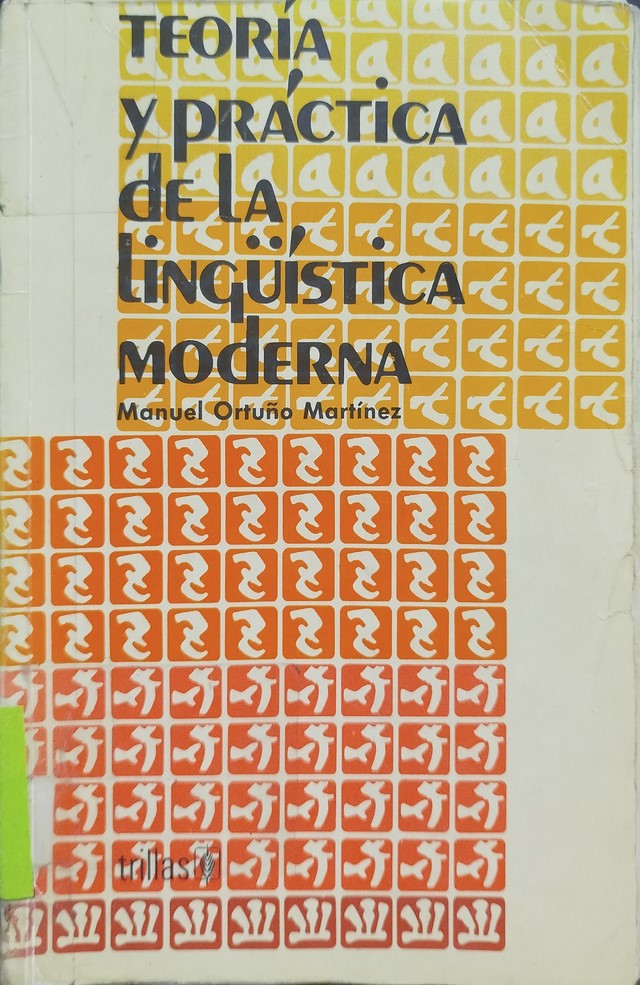 TEORÍA
y PRÁCTICA
de LA
LINGÜÍSTICA
MODERNA
Manuel Ortuño Martínez
trillas